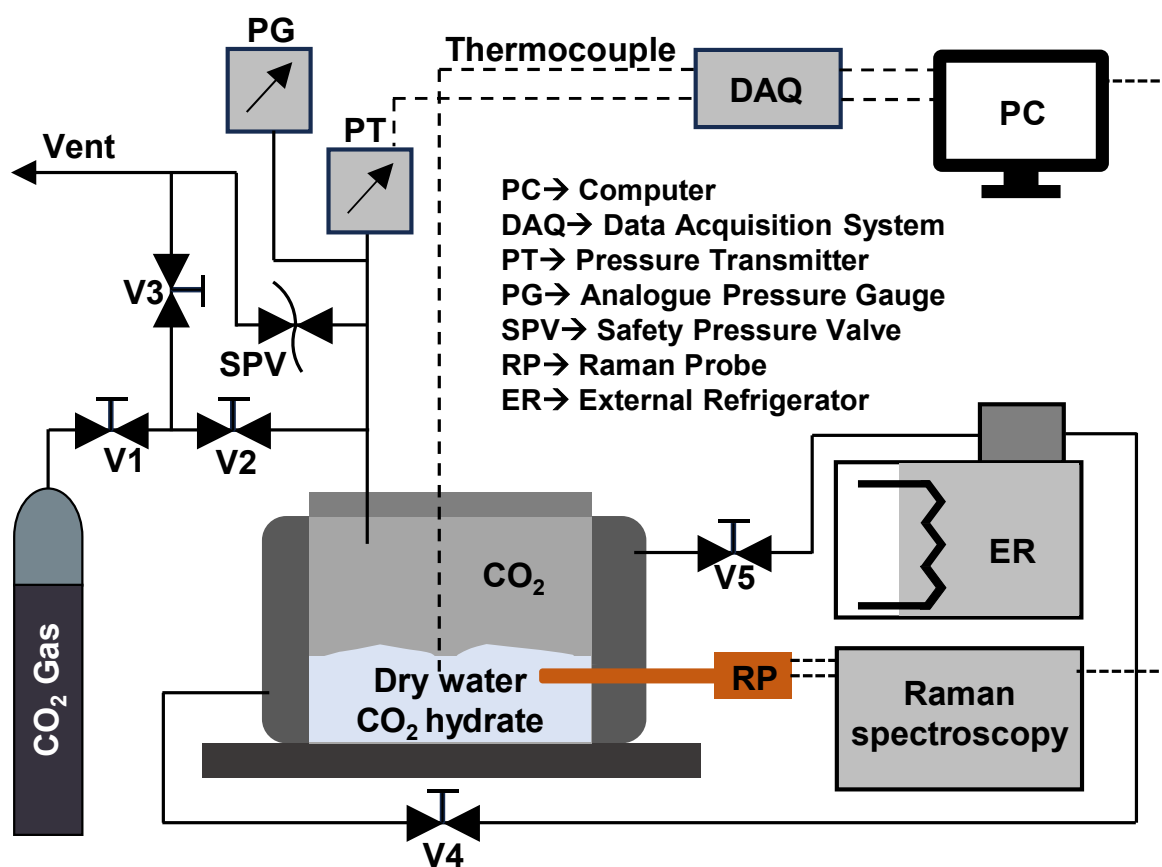 PG
Thermocouple
DAQ
PC
PT
Vent
PC→ Computer
DAQ→ Data Acquisition System
PT→ Pressure Transmitter
PG→ Analogue Pressure Gauge
SPV→ Safety Pressure Valve
RP→ Raman Probe
ER→ External Refrigerator
V3
SPV
V1
V2
CO₂
V5
ER
CO₂ Gas
Dry water
CO₂ hydrate
RP
Raman
spectroscopy
V4